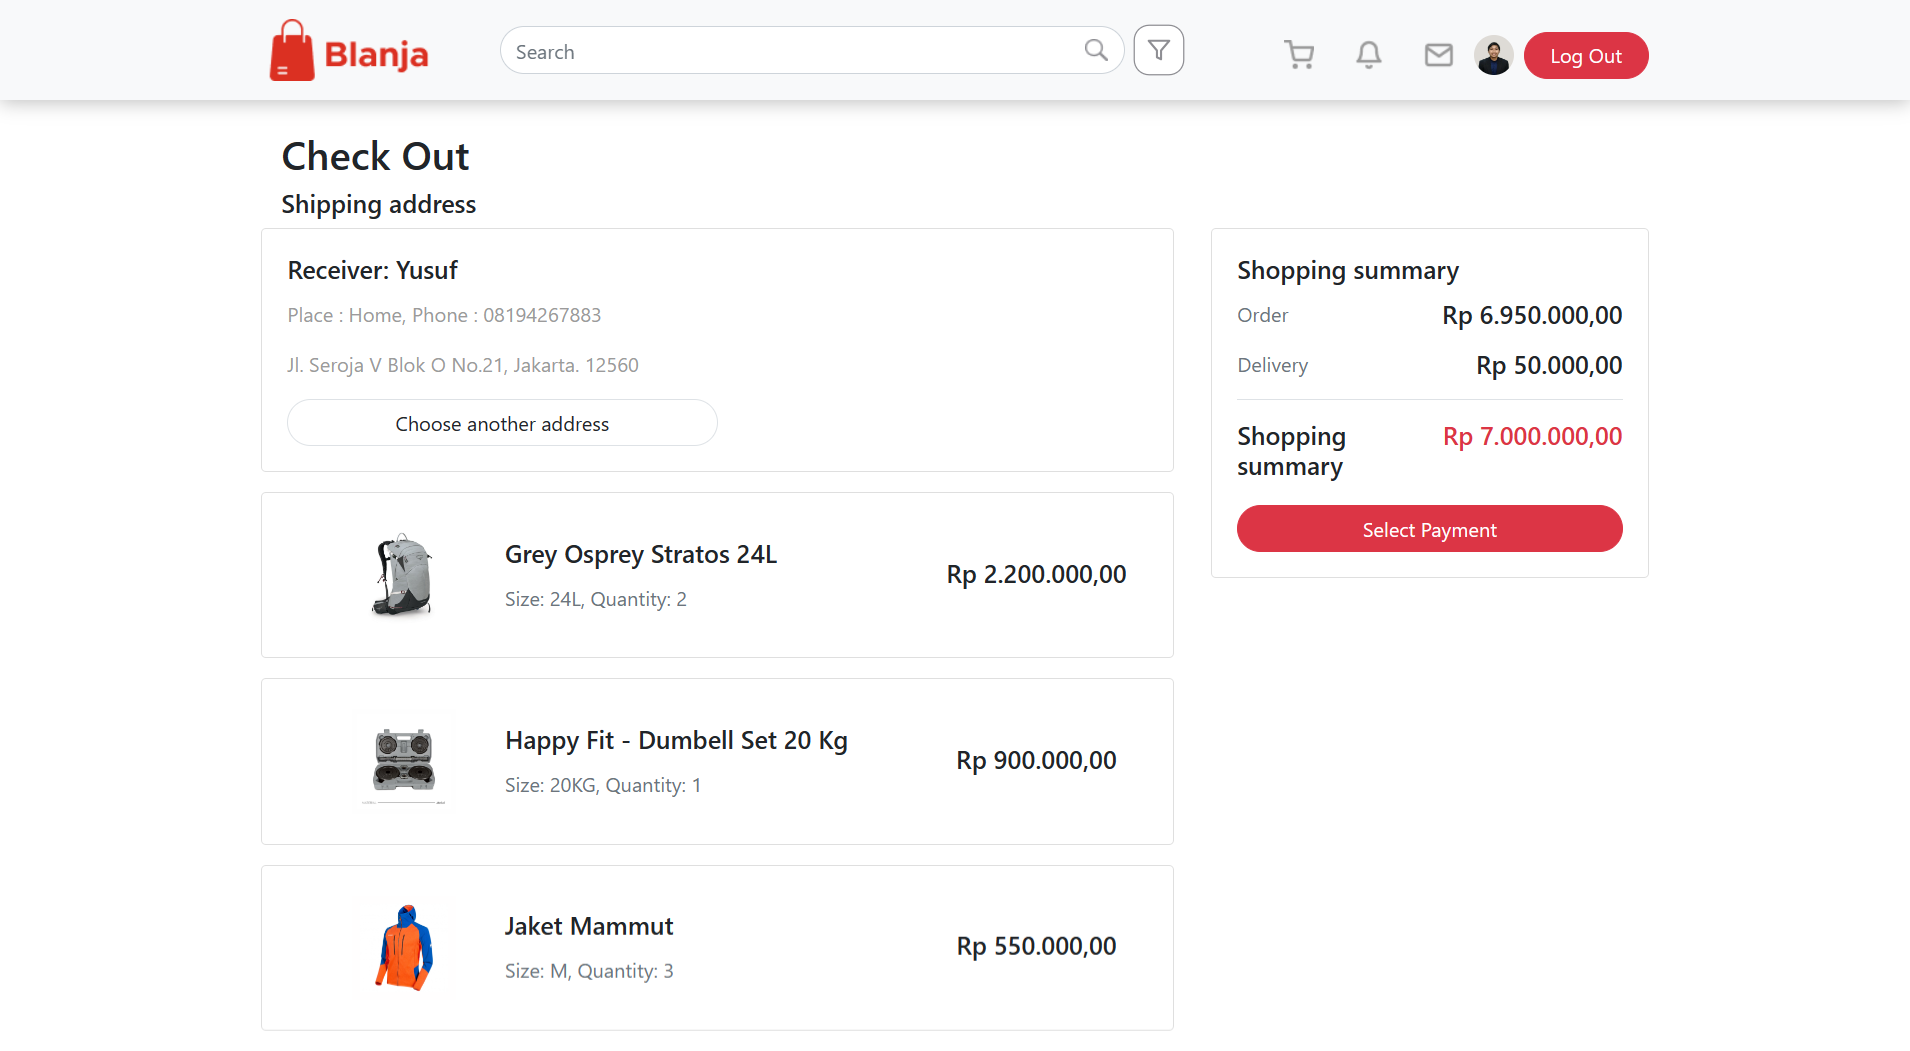 Blanja
Search
Log Out
Check Out
Shipping address
Receiver: Yusuf
Place : Home, Phone : 08194267883
Jl. Seroja V Blok O No.21, Jakarta. 12560
Choose another address
Grey Osprey Stratos 24L
Size: 24L, Quantity: 2
Rp 2.200.000,00
Happy Fit - Dumbell Set 20 Kg
Size: 20KG, Quantity: 1
Rp 900.000,00
Jaket Mammut
Size: M, Quantity: 3
Rp 550.000,00
Shopping summary
Order Rp 6.950.000,00
Delivery Rp 50.000,00
Shopping Rp 7.000.000,00
summary
Select Payment